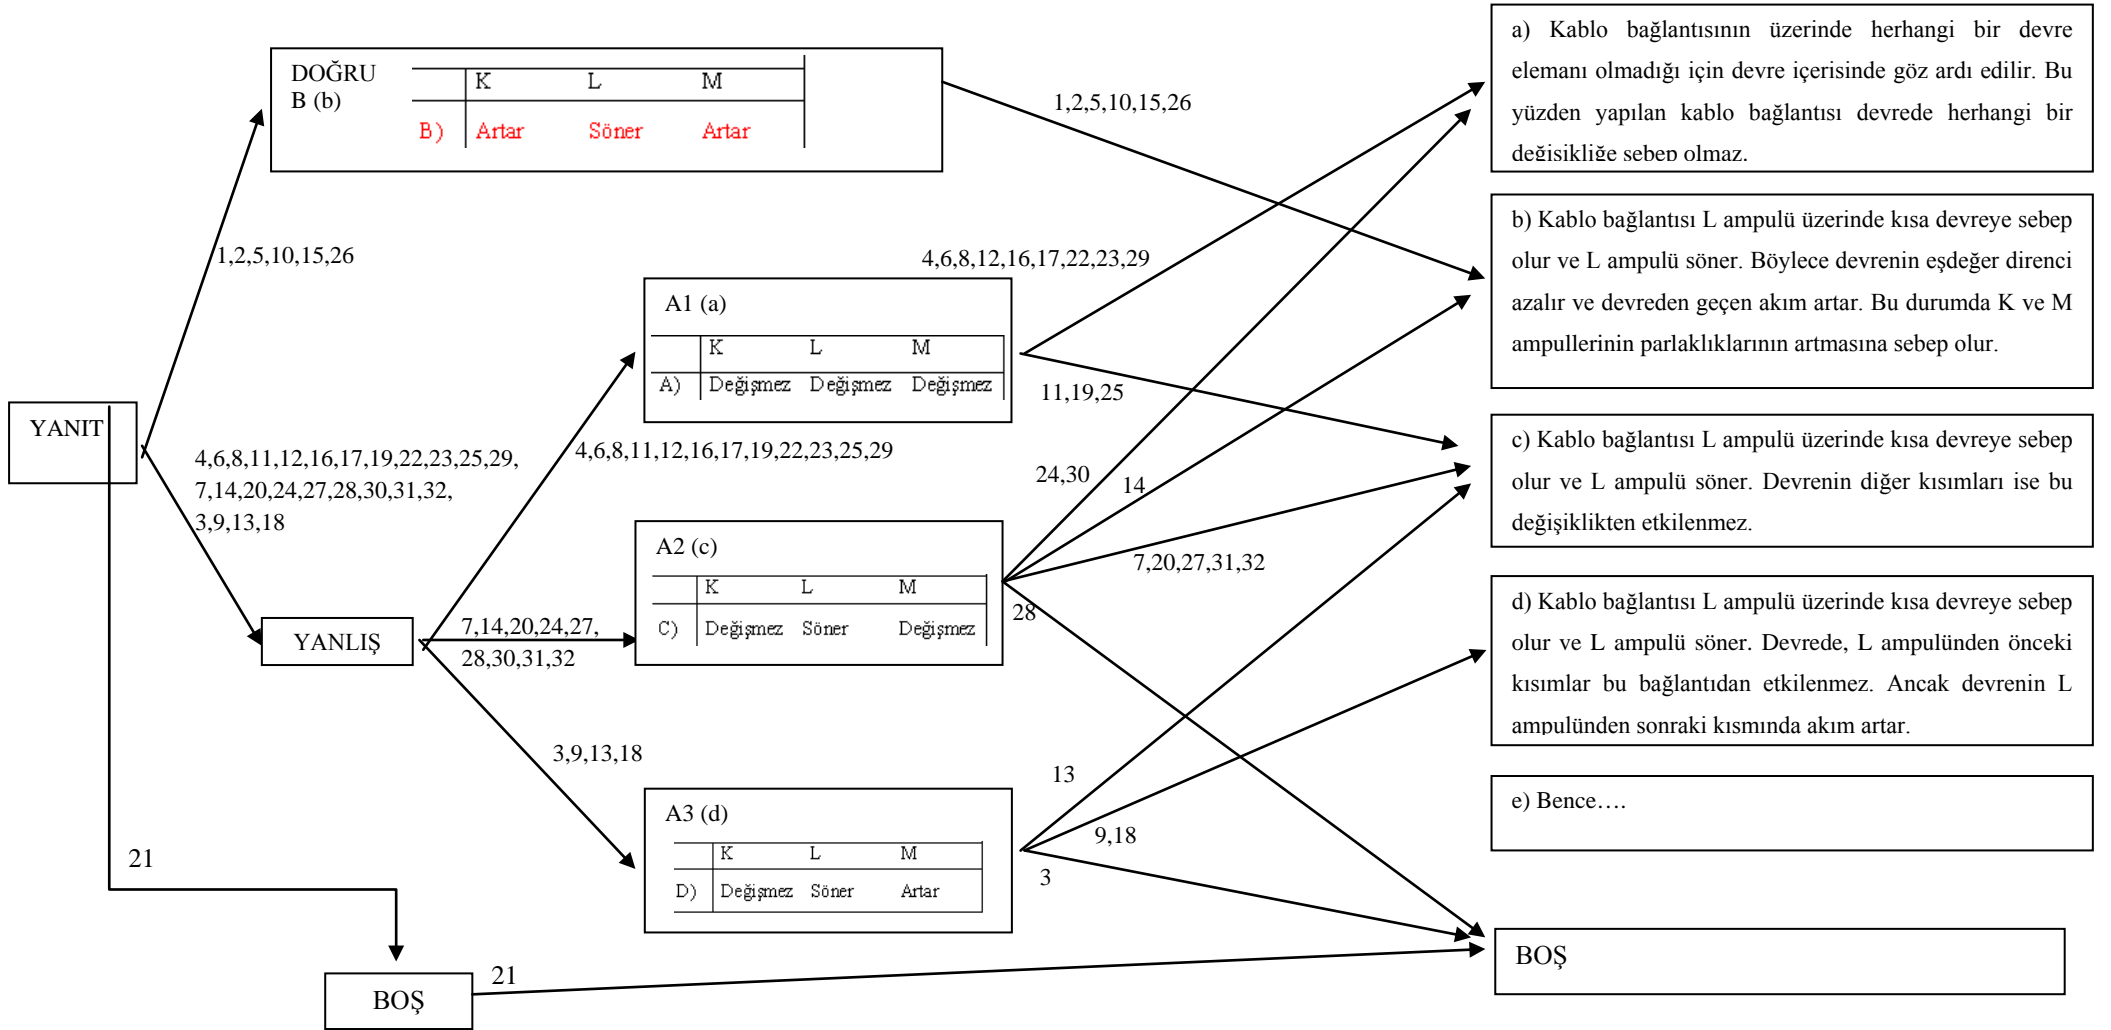 DOĞRU
B (b)
K L M
B) Artar Söner Artar
1,2,5,10,15,26
1,2,5,10,15,26
YANIT
4,6,8,11,12,16,17,19,22,23,25,29,
7,14,20,24,27,28,30,31,32,
3,9,13,18
YANLIŞ
21
BOŞ
21
4,6,8,11,12,16,17,19,22,23,25,29
7,14,20,24,27,
28,30,31,32
3,9,13,18
A1 (a)
K L M
A) Değişmez Değişmez Değişmez
A2 (c)
K L M
C) Değişmez Söner Değişmez
A3 (d)
K L M
D) Değişmez Söner Artar
4,6,8,12,16,17,22,23,29
11,19,25
24,30
14
7,20,27,31,32
28
13
9,18
3
a) Kablo bağlantısının üzerinde herhangi bir devre
elemanı olmadığı için devre içerisinde göz ardı edilir. Bu
yüzden yapılan kablo bağlantısı devrede herhangi bir
değişikliğe sebep olmaz.
b) Kablo bağlantısı L ampulü üzerinde kısa devreye sebep
olur ve L ampulü söner. Böylece devrenin eşdeğer direnci
azalır ve devreden geçen akım artar. Bu durumda K ve M
ampullerinin parlaklıklarının artmasına sebep olur.
c) Kablo bağlantısı L ampulü üzerinde kısa devreye sebep
olur ve L ampulü söner. Devrenin diğer kısımları ise bu
değişiklikten etkilenmez.
d) Kablo bağlantısı L ampulü üzerinde kısa devreye sebep
olur ve L ampulü söner. Devrede, L ampulünden önceki
kısımlar bu bağlantıdan etkilenmez. Ancak devrenin L
ampulünden sonraki kısmında akım artar.
e) Bence….
BOŞ